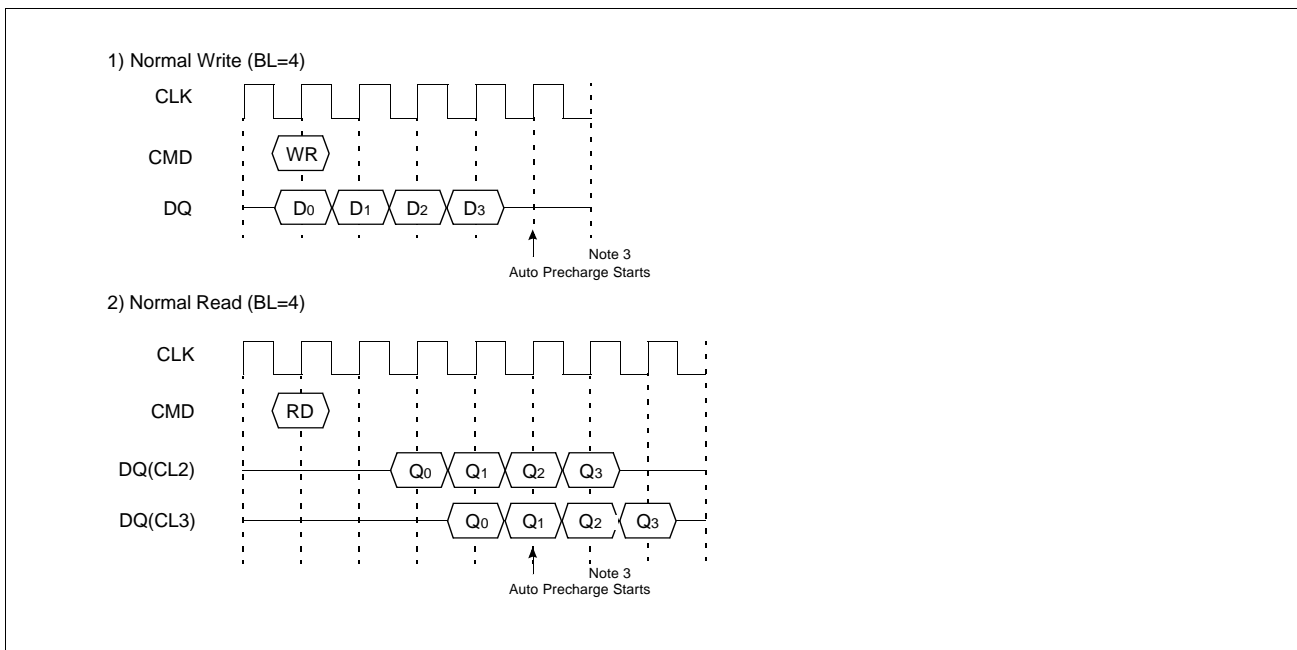 1) Normal Write (BL=4)
CLK
CMD
WR
DQ
D0 D1 D2 D3
Note 3
Auto Precharge Starts
2) Normal Read (BL=4)
CLK
CMD
RD
DQ(CL2)
Q0 Q1 Q2 Q3
DQ(CL3)
Q0 Q1 Q2 Q3
Note 3
Auto Precharge Starts